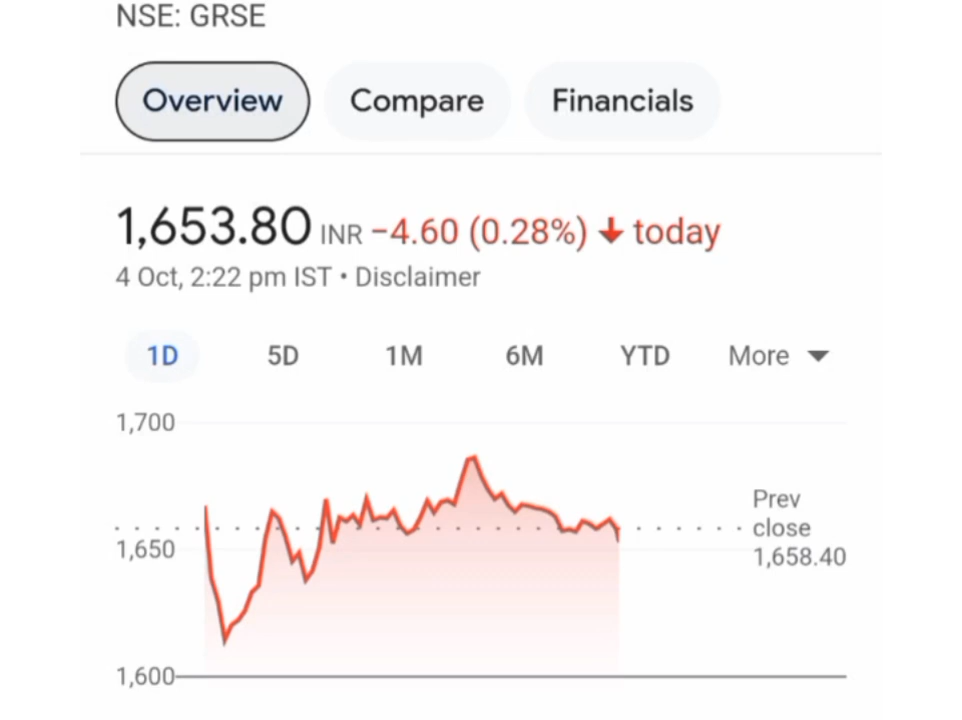 NSE: GRSE
Overview Compare Financials
1,653.80 INR −4.60 (0.28%) ↓ today
4 Oct, 2:22 pm IST • Disclaimer
1D 5D 1M 6M YTD More
1,700
Prev
close
1,658.40
1,650
1,600